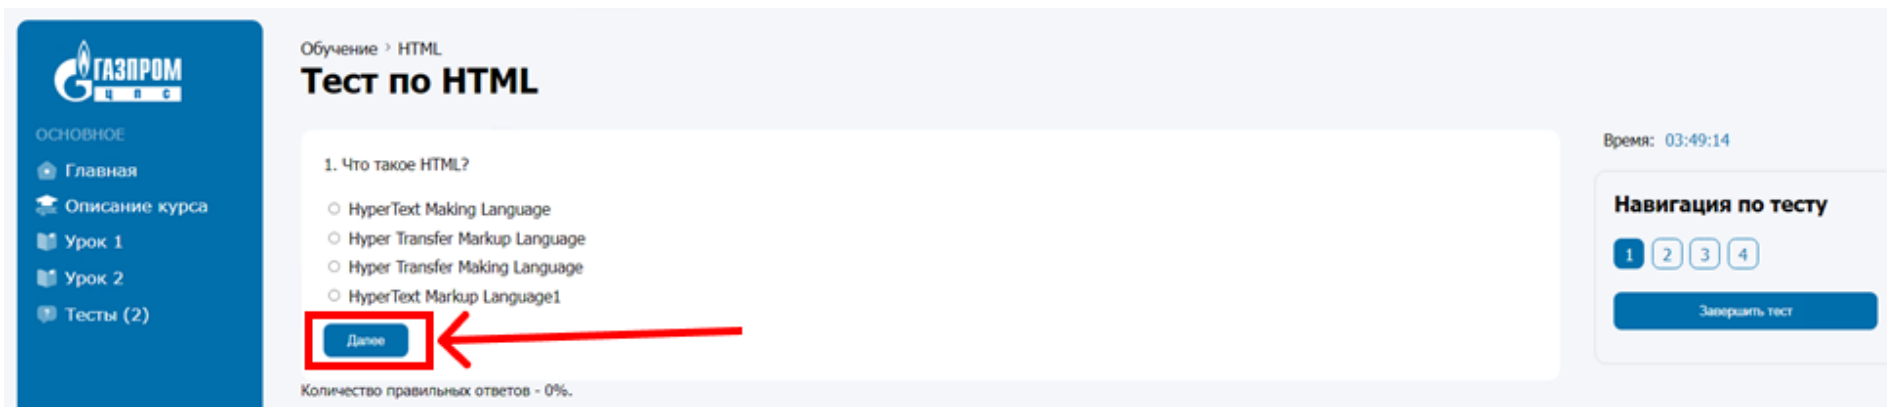 ГАЗПРОМ
ЦПС
ОСНОВНОЕ
Главная
Описание курса
Урок 1
Урок 2
Тесты (2)
Обучение › HTML
Тест по HTML
1. Что такое HTML?
HyperText Making Language
Hyper Transfer Markup Language
Hyper Transfer Making Language
HyperText Markup Language1
Далее
Количество правильных ответов - 0%.
Время: 03:49:14
Навигация по тесту
1 2 3 4
Завершить тест